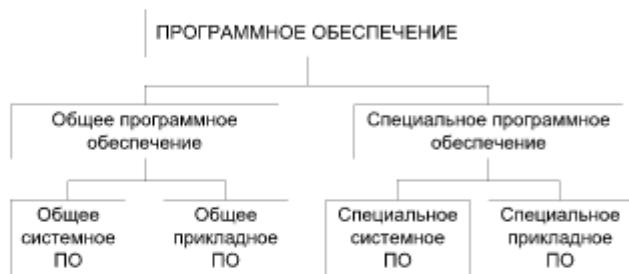 ПРОГРАММНОЕ ОБЕСПЕЧЕНИЕ
Общее программное
обеспечение
Специальное программное
обеспечение
Общее
системное
ПО
Общее
прикладное
ПО
Специальное
системное
ПО
Специальное
прикладное
ПО